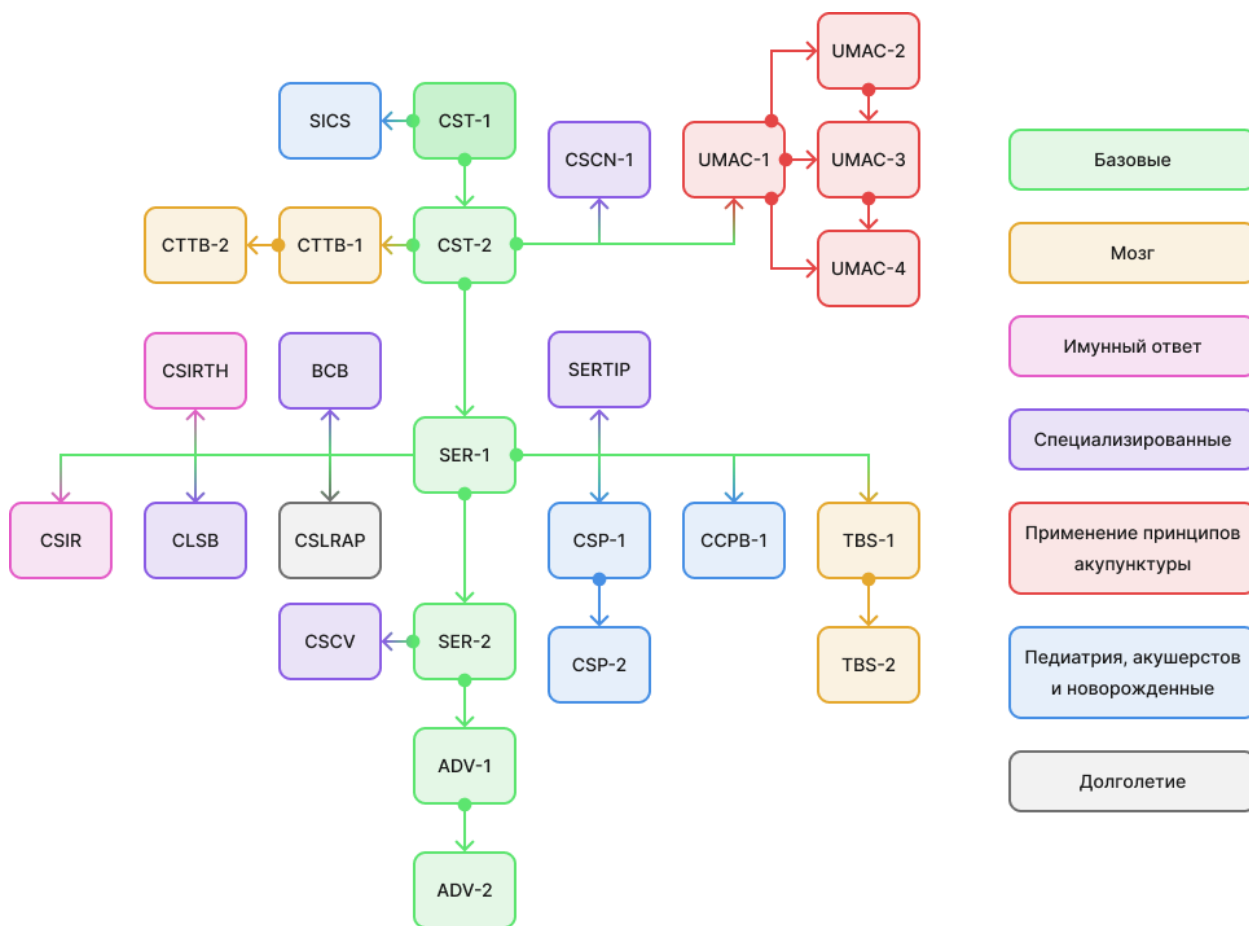 UMAC-2
SICS
CST-1
CSCN-1
UMAC-1
UMAC-3
Базовые
CTTB-2
CTTB-1
CST-2
UMAC-4
Мозг
CSIRTH
BCB
SERTIP
Имунный ответ
SER-1
Специализированные
CSIR
CLSB
CSLRAP
CSP-1
CCPB-1
TBS-1
Применение принципов
акупунктуры
CSCV
SER-2
CSP-2
TBS-2
Педиатрия, акушерстов
и новорожденные
ADV-1
Долголетие
ADV-2